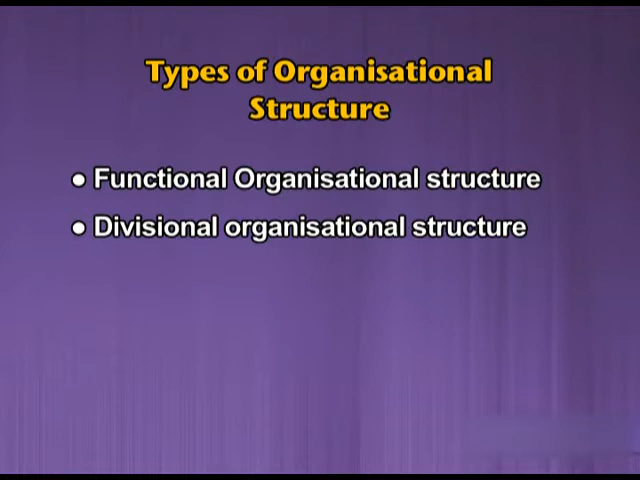 Types of Organisational
Structure
● Functional Organisational structure
● Divisional organisational structure